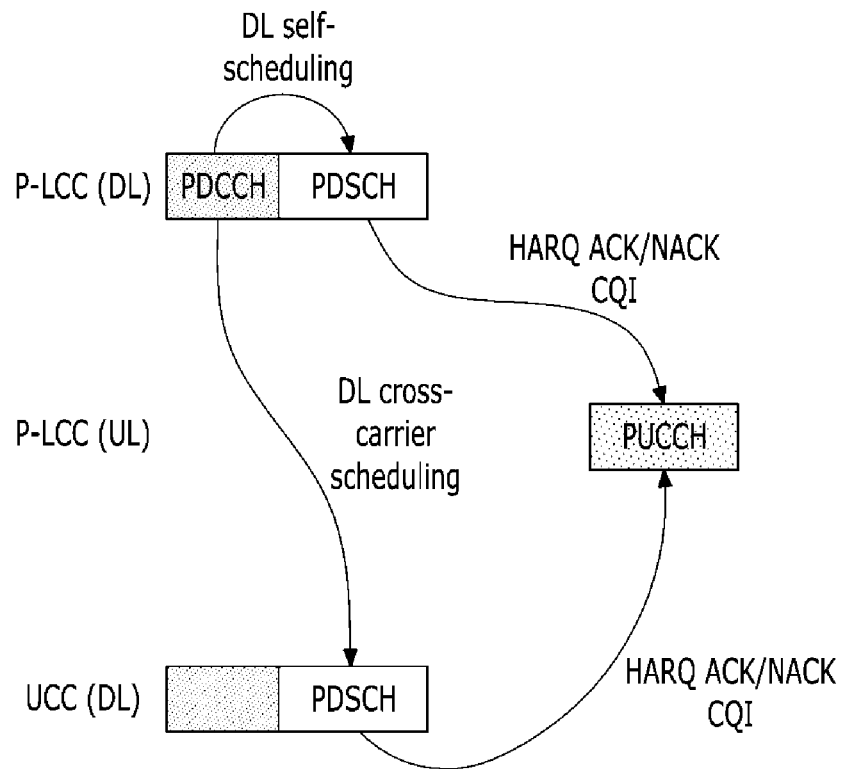 DL self-
scheduling
P-LCC (DL)
PDCCH
PDSCH
HARQ ACK/NACK
CQI
DL cross-
carrier
scheduling
P-LCC (UL)
PUCCH
UCC (DL)
PDSCH
HARQ ACK/NACK
CQI